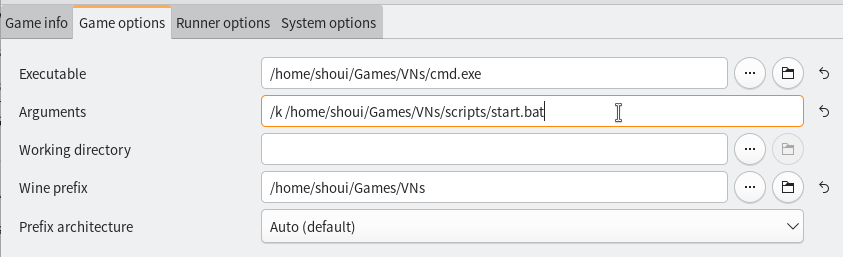 Game info Game options Runner options System options
Executable /home/shoui/Games/VNs/cmd.exe ...
Arguments /k /home/shoui/Games/VNs/scripts/start.bat
Working directory ...
Wine prefix /home/shoui/Games/VNs ...
Prefix architecture Auto (default)